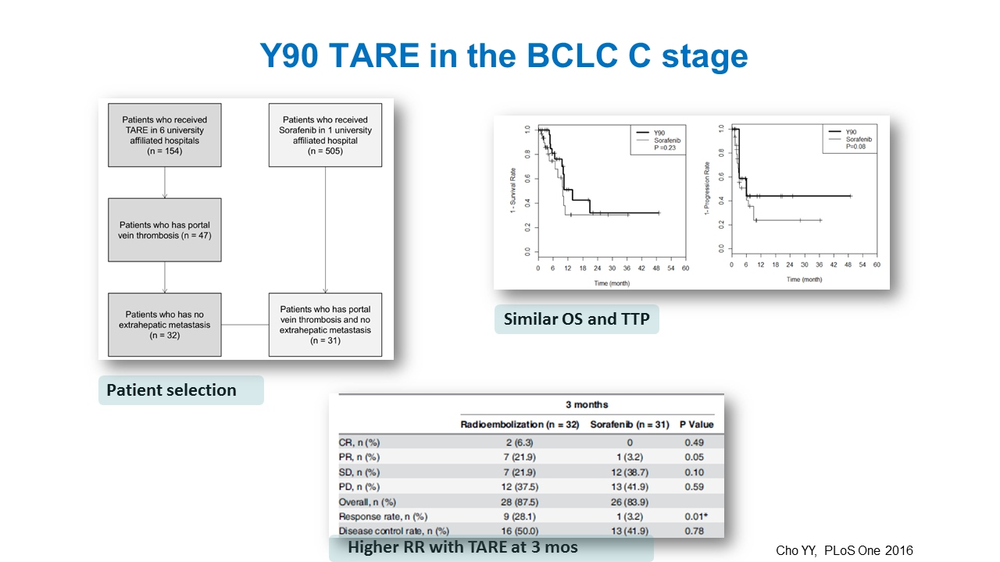 Y90 TARE in the BCLC C stage
Patients who received
TARE in 6 university
affiliated hospitals
(n = 154)
Patients who received
Sorafenib in 1 university
affiliated hospital
(n = 505)
Patients who has portal
vein thrombosis (n = 47)
Patients who has no
extrahepatic metastasis
(n = 32)
Patients who has portal
vein thrombosis and no
extrahepatic metastasis
(n = 31)
Patient selection
1 - Survival Rate
1.0
0.8
0.6
0.4
0.2
0.0
Y90
Sorafenib
P =0.23
0 6 12 18 24 30 36 42 48 54 60
Time (month)
1- Progression Rate
1.0
0.8
0.6
0.4
0.2
0.0
Y90
Sorafenib
P=0.08
0 6 12 18 24 30 36 42 48 54 60
Time (month)
Similar OS and TTP
3 months
Radioembolization (n = 32) Sorafenib (n = 31) P Value
CR, n (%) 2 (6.3) 0 0.49
PR, n (%) 7 (21.9) 1 (3.2) 0.05
SD, n (%) 7 (21.9) 12 (38.7) 0.10
PD, n (%) 12 (37.5) 13 (41.9) 0.59
Overall, n (%) 28 (87.5) 26 (83.9)
Response rate, n (%) 9 (28.1) 1 (3.2) 0.01*
Disease control rate, n (%) 16 (50.0) 13 (41.9) 0.78
Higher RR with TARE at 3 mos
Cho YY, PLoS One 2016